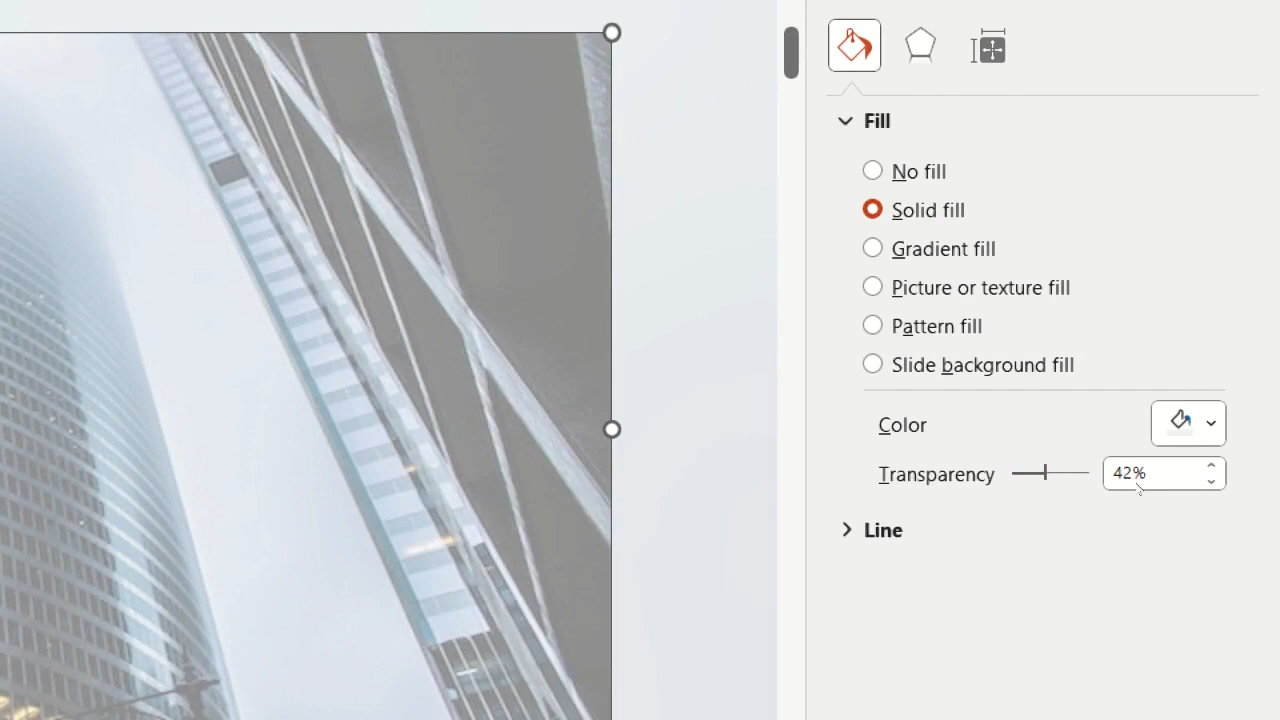 Fill
No fill
Solid fill
Gradient fill
Picture or texture fill
Pattern fill
Slide background fill
Color
Transparency 42%
Line